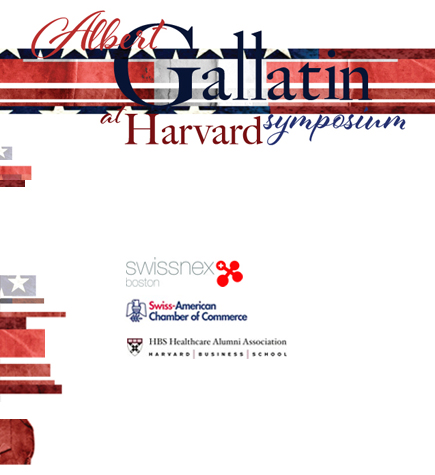 Albert
Gallatin
at Harvard symposium
swissnex
boston
Swiss-American
Chamber of Commerce
HBS Healthcare Alumni Association
HARVARD | BUSINESS | SCHOOL